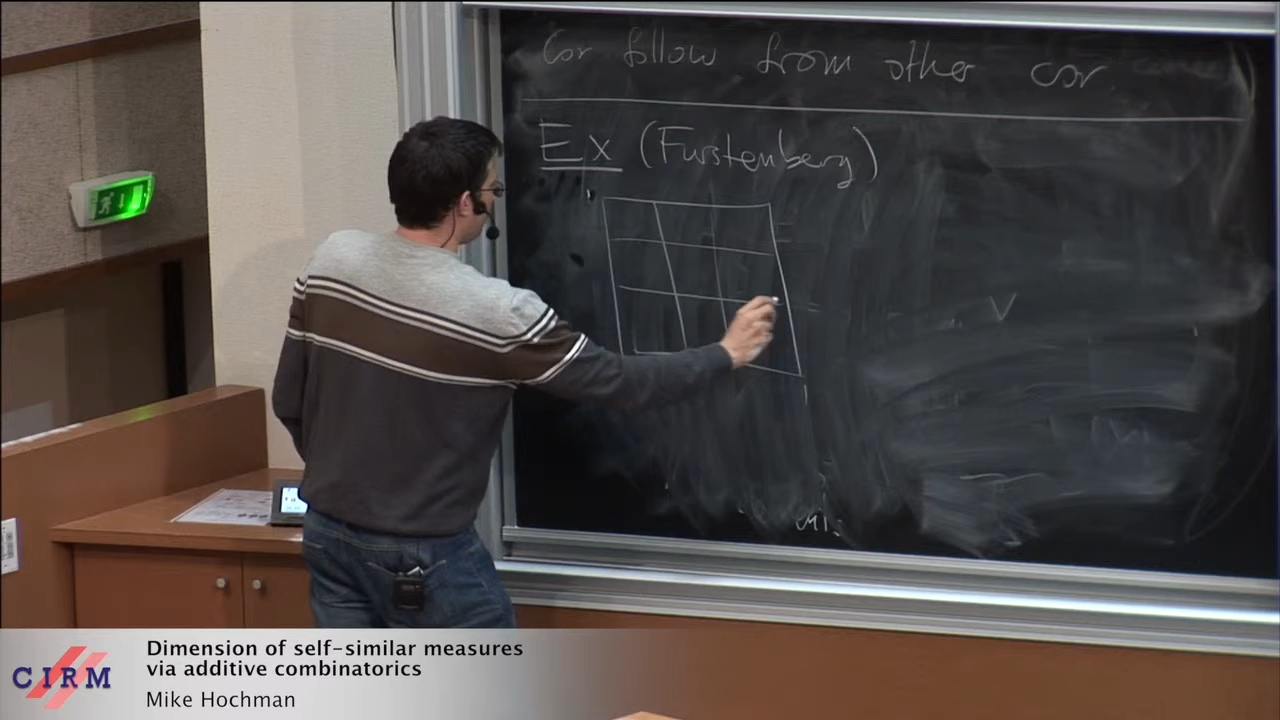 Cor follow from other cor.
Ex (Furstenberg)
V
CIRM
Dimension of self-similar measures
via additive combinatorics
Mike Hochman